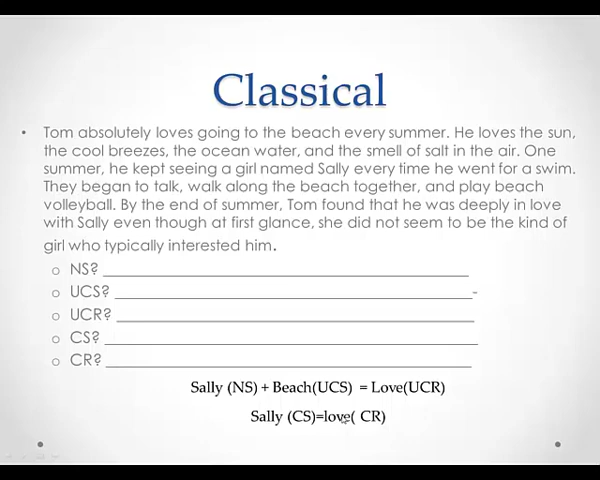 Classical
• Tom absolutely loves going to the beach every summer. He loves the sun,
the cool breezes, the ocean water, and the smell of salt in the air. One
summer, he kept seeing a girl named Sally every time he went for a swim.
They began to talk, walk along the beach together, and play beach
volleyball. By the end of summer, Tom found that he was deeply in love
with Sally even though at first glance, she did not seem to be the kind of
girl who typically interested him.
o NS? ____________________
o UCS? ____________________-
o UCR? ____________________
o CS? ____________________
o CR? ____________________
Sally (NS) + Beach(UCS) = Love(UCR)
Sally (CS)=love( CR)